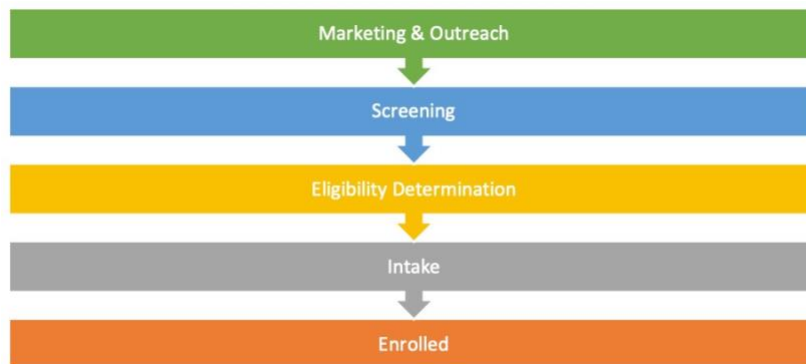 Marketing & Outreach
Screening
Eligibility Determination
Intake
Enrolled